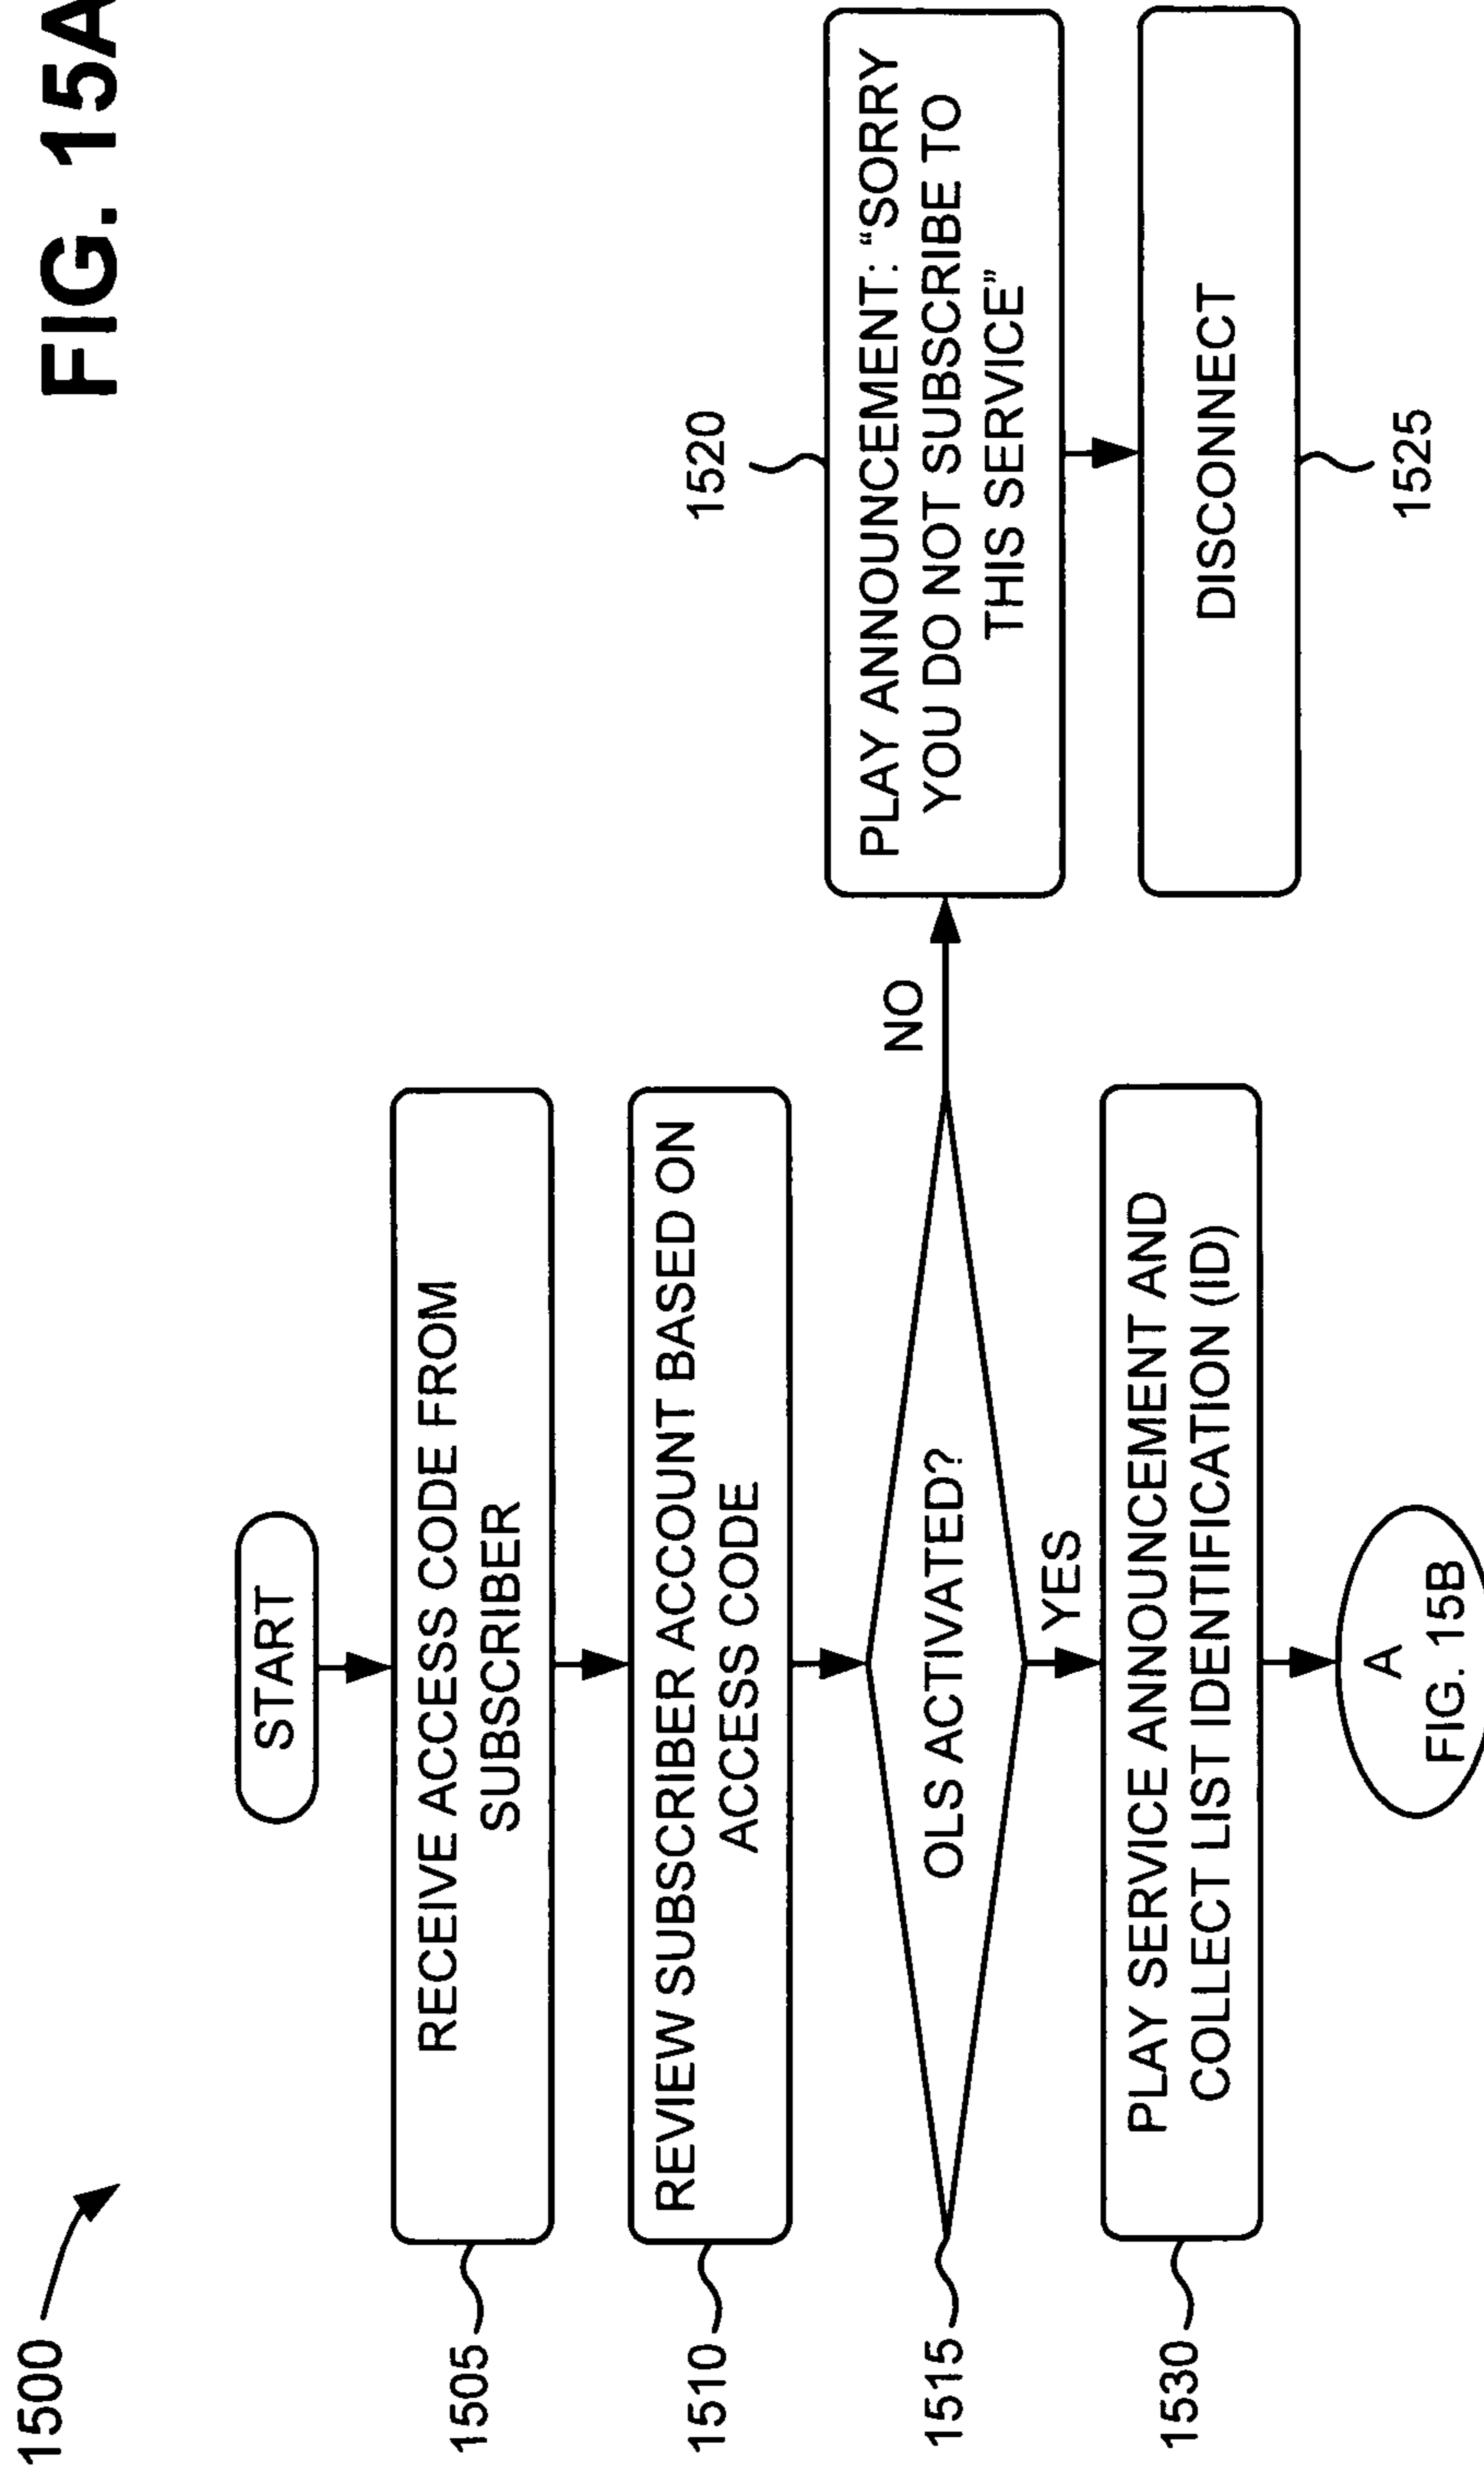 FIG. 15A
1500
START
1505
RECEIVE ACCESS CODE FROM
SUBSCRIBER
1510
REVIEW SUBSCRIBER ACCOUNT BASED ON
ACCESS CODE
1515
OLS ACTIVATED?
NO
1520
PLAY ANNOUNCEMENT: “SORRY
YOU DO NOT SUBSCRIBE TO
THIS SERVICE”
DISCONNECT
1525
YES
1530
PLAY SERVICE ANNOUNCEMENT AND
COLLECT LIST IDENTIFICATION (ID)
A
FIG. 15B